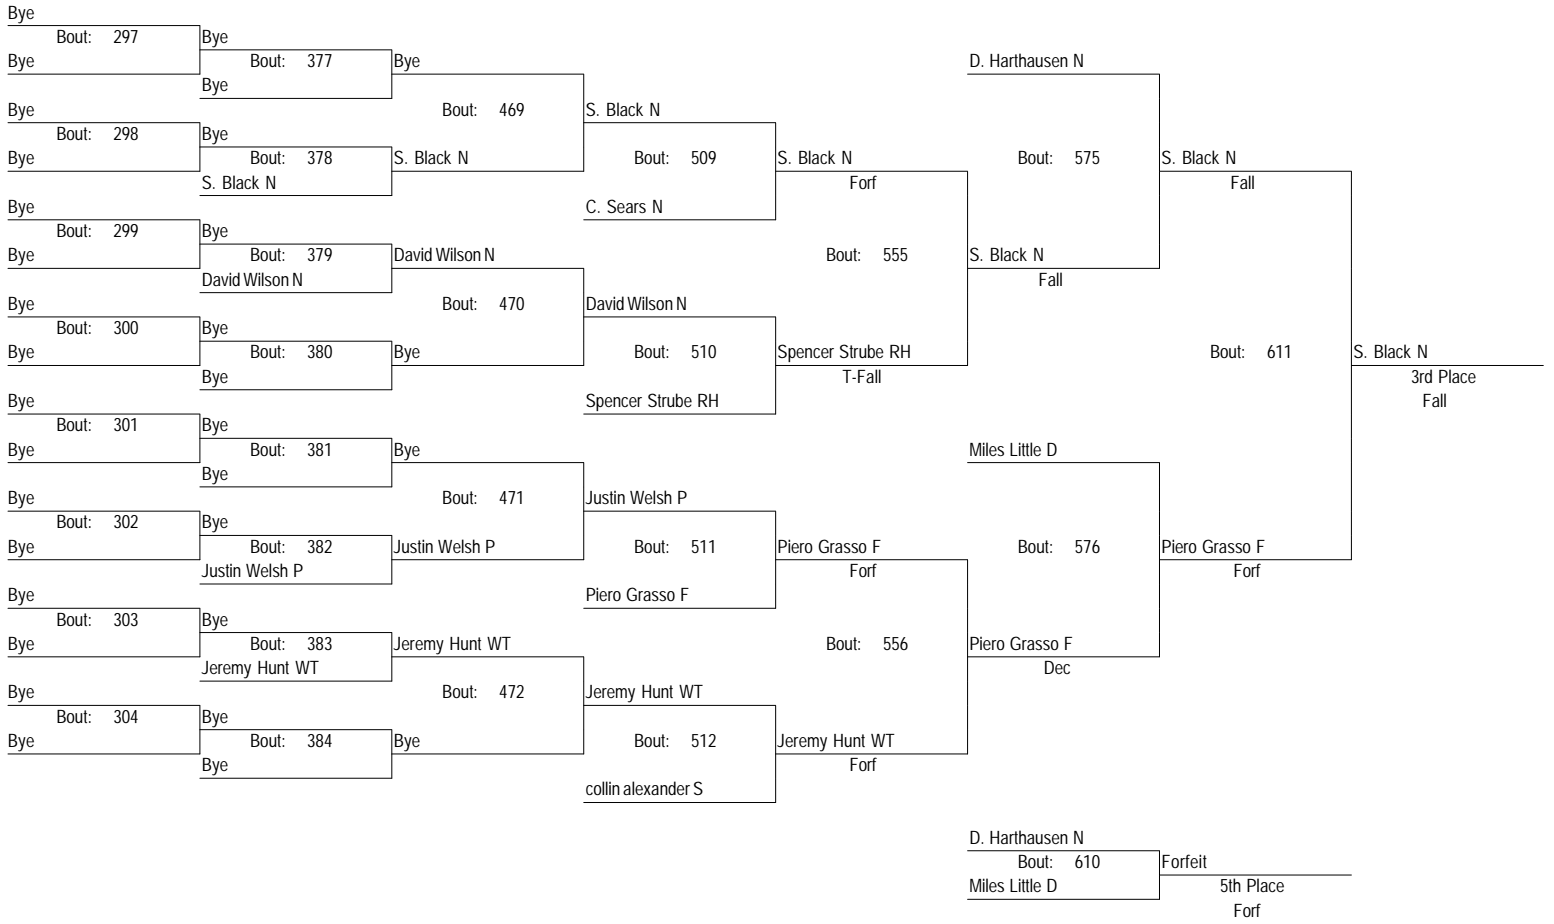 Bye
Bout: 297 Bye
Bye Bout: 377 Bye D. Harthausen N
Bye
Bye Bout: 469 S. Black N
Bout: 298 Bye
Bye Bout: 378 S. Black N Bout: 509 S. Black N Bout: 575 S. Black N
S. Black N Forf Fall
Bye C. Sears N
Bout: 299 Bye
Bye Bout: 379 David Wilson N Bout: 555 S. Black N
David Wilson N Fall
Bye Bout: 470 David Wilson N
Bout: 300 Bye
Bye Bout: 380 Bye Bout: 510 Spencer Strube RH Bout: 611 S. Black N
Bye T-Fall 3rd Place
Bye Spencer Strube RH Fall
Bout: 301 Bye
Bye Bout: 381 Bye Miles Little D
Bye
Bye Bout: 471 Justin Welsh P
Bout: 302 Bye
Bye Bout: 382 Justin Welsh P Bout: 511 Piero Grasso F Bout: 576 Piero Grasso F
Justin Welsh P Forf Forf
Bye Piero Grasso F
Bout: 303 Bye
Bye Bout: 383 Jeremy Hunt WT Bout: 556 Piero Grasso F
Jeremy Hunt WT Dec
Bye Bout: 472 Jeremy Hunt WT
Bout: 304 Bye
Bye Bout: 384 Bye Bout: 512 Jeremy Hunt WT
Bye Forf
collin alexander S
D. Harthausen N
Bout: 610 Forfeit
Miles Little D 5th Place
Forf